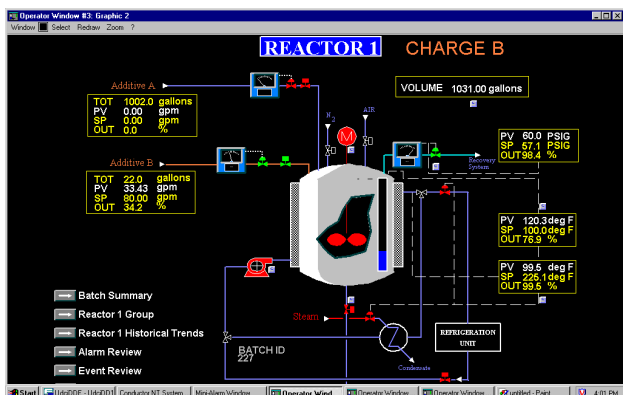 Operator Window #3: Graphic 2
Window Select Redraw Zoom ?
REACTOR 1 CHARGE B
Additive A
TOT 1002.0 gallons
PV 0.00 gpm
SP 0.00 gpm
OUT 0.0 %
N2
AIR
M
VOLUME 1031.00 gallons
Additive B
TOT 22.0 gallons
PV 33.43 gpm
SP 80.00 gpm
OUT 34.2 %
Recovery
System
PV 60.0 PSIG
SP 57.1 PSIG
OUT 98.4 %
PV 120.3 deg F
SP 100.0 deg F
OUT 76.9 %
PV 99.5 deg F
SP 225.1 deg F
OUT 99.5 %
Batch Summary
Reactor 1 Group
Reactor 1 Historical Trends
Alarm Review
Event Review
Steam
BATCH ID
227
Condensate
REFRIGERATION
UNIT
Start UdoDDE - UdoDD1 Conductor NT System Mini-Alarm Window Operator Wind... Operator Window Operator Window untitled - Paint 4:01 PM